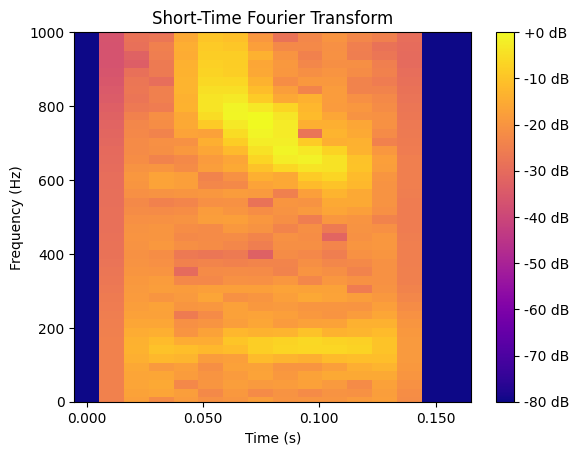 Short-Time Fourier Transform
1000
800
600
400
200
0
Frequency (Hz)
0.000
0.050
0.100
0.150
Time (s)
+0 dB
-10 dB
-20 dB
-30 dB
-40 dB
-50 dB
-60 dB
-70 dB
-80 dB